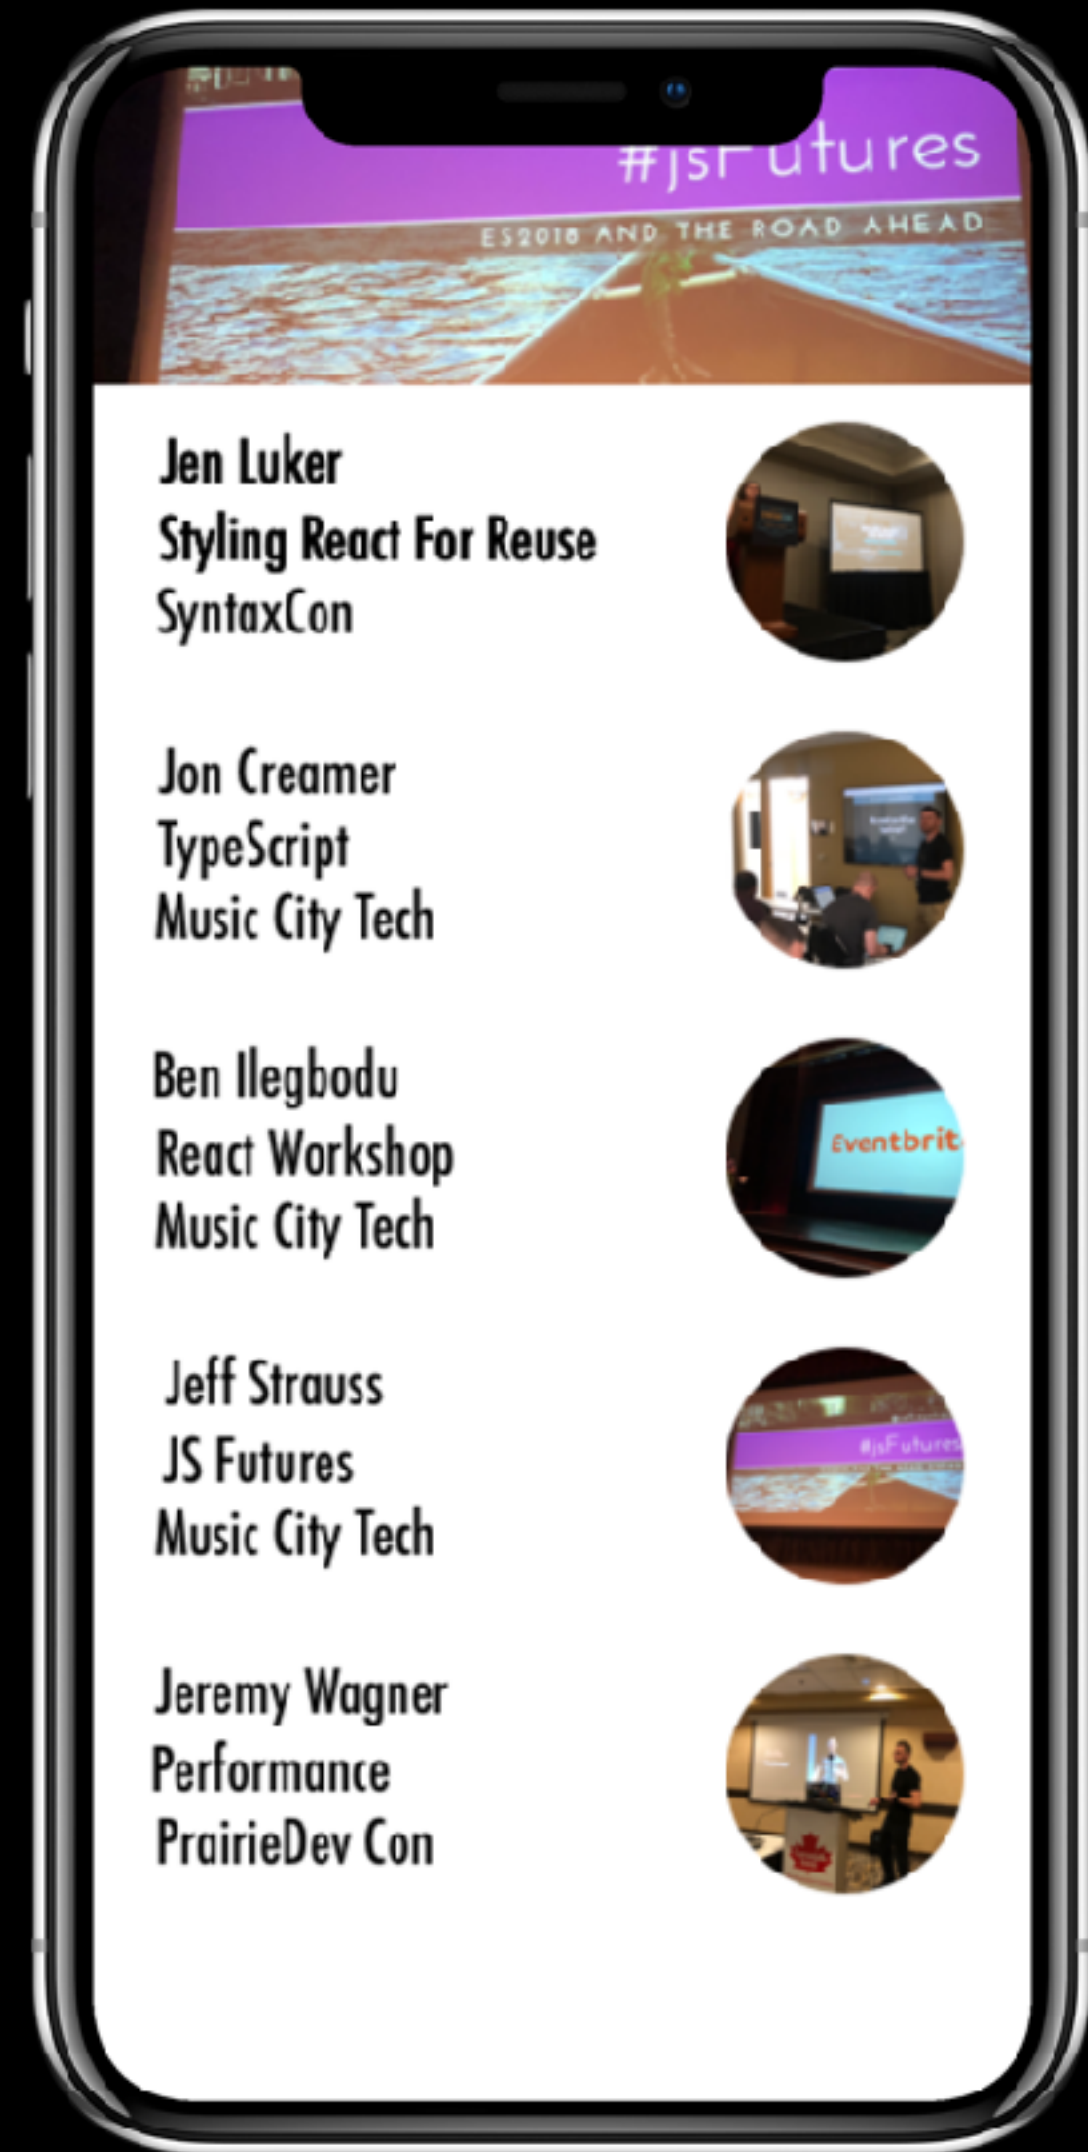 #jsFutures
ES2018 AND THE ROAD AHEAD
Jen Luker
Styling React For Reuse
SyntaxCon
Jon Creamer
TypeScript
Music City Tech
Ben Ilegbodu
React Workshop
Music City Tech
Eventbrit
Jeff Strauss
JS Futures
Music City Tech
#jsFutures
Jeremy Wagner
Performance
PrairieDev Con